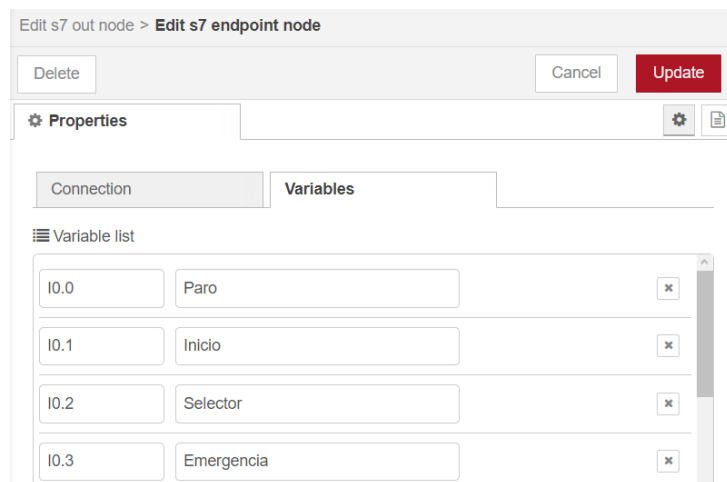 Edit s7 out node > Edit s7 endpoint node
Delete Cancel Update
Properties
Connection Variables
Variable list
I0.0 Paro
I0.1 Inicio
I0.2 Selector
I0.3 Emergencia